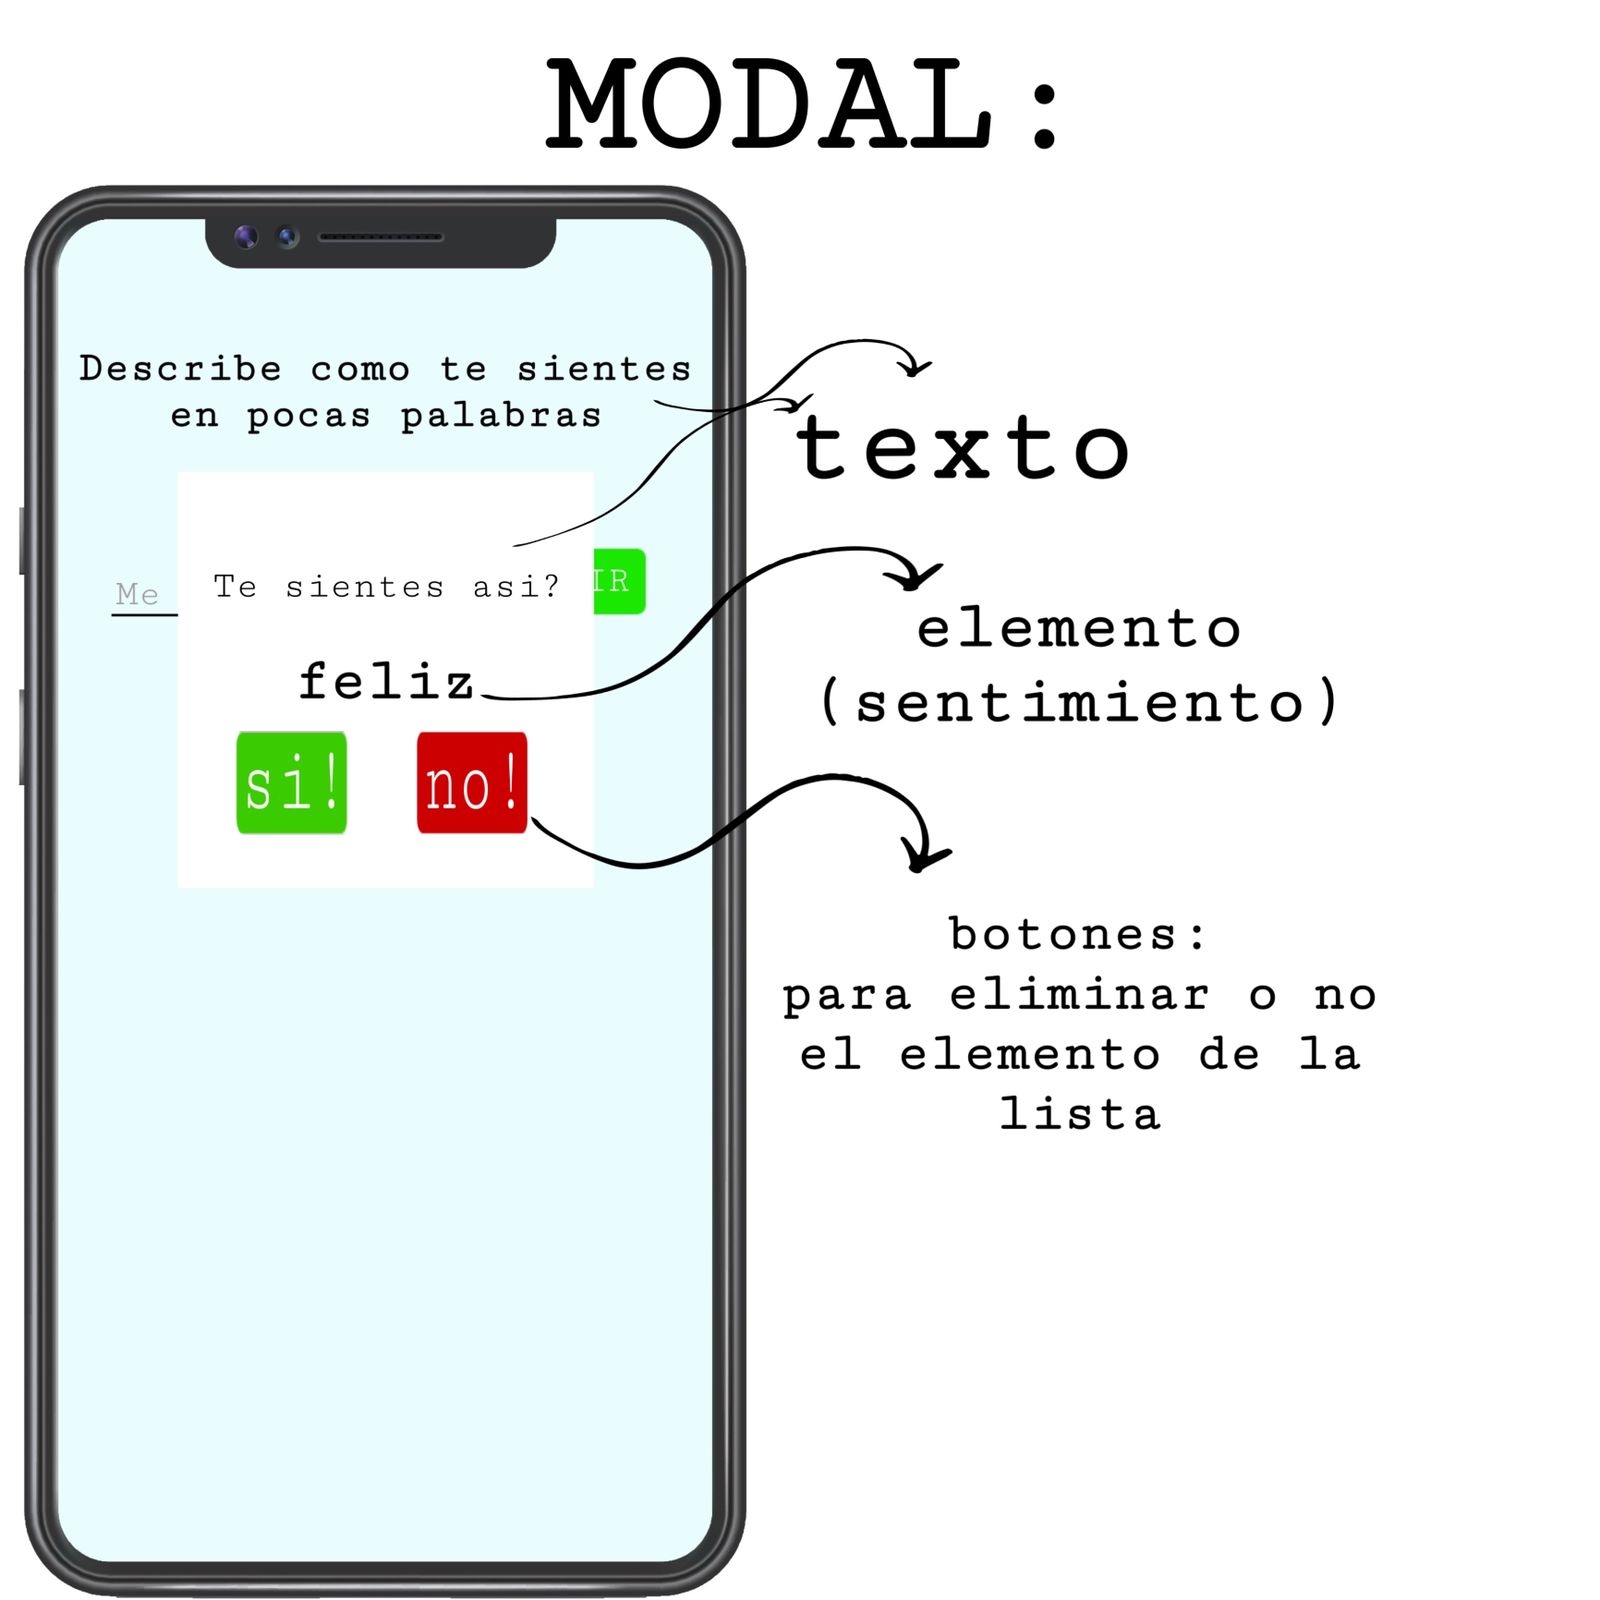 MODAL:
Describe como te sientes
en pocas palabras
texto
Me
Te sientes asi?
IR
feliz
elemento
(sentimiento)
si!
no!
botones:
para eliminar o no
el elemento de la
lista